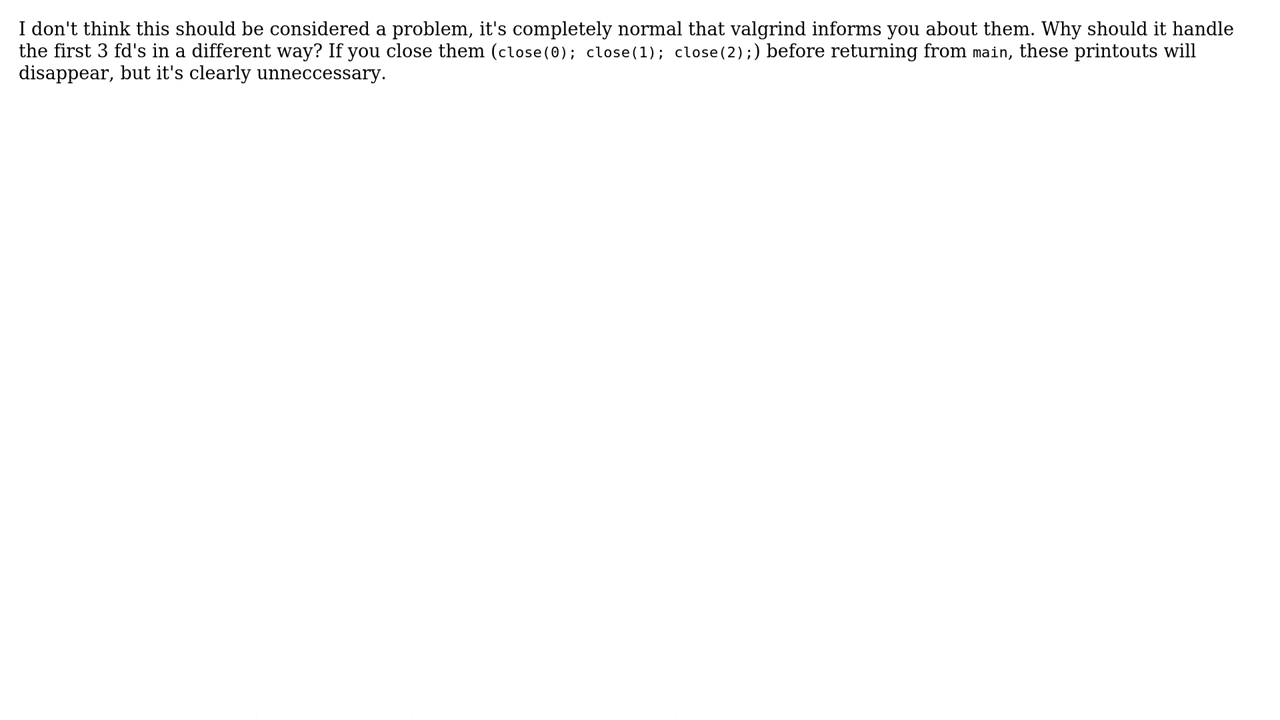 I don't think this should be considered a problem, it's completely normal that valgrind informs you about them. Why should it handle
the first 3 fd's in a different way? If you close them (close(0); close(1); close(2);) before returning from main, these printouts will
disappear, but it's clearly unneccessary.